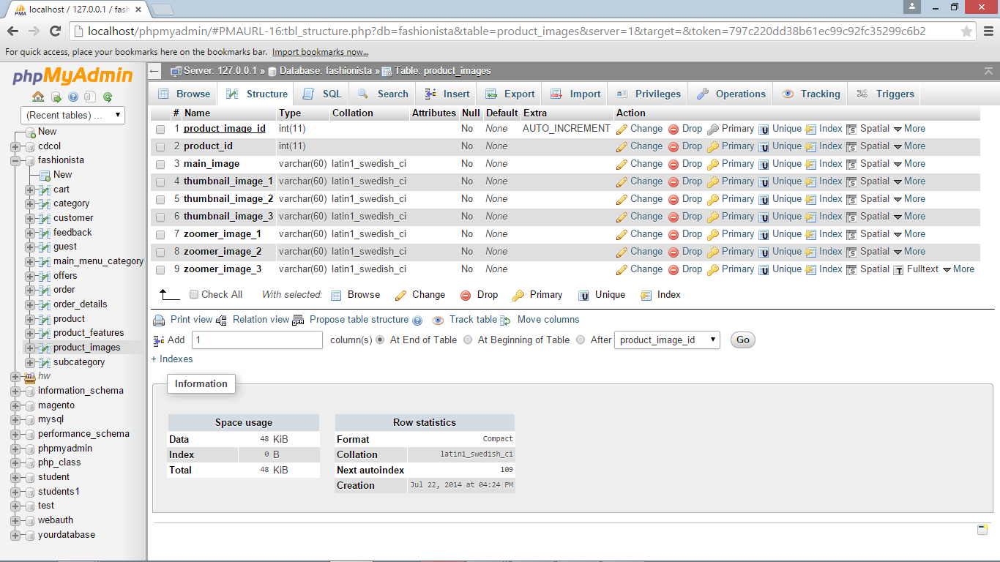 localhost / 127.0.0.1 / fash
localhost/phpmyadmin/#PMAURL-16:tbl_structure.php?db=fashionista&table=product_images&server=1&target=&token=797c220dd38b61ec99c92fc35299c6b2
For quick access, place your bookmarks here on the bookmarks bar. Import bookmarks now...
phpMyAdmin
(Recent tables) ...
New
cdcol
fashionista
New
cart
category
customer
feedback
guest
main_menu_category
offers
order
order_details
product
product_features
product_images
subcategory
hw
information_schema
magento
mysql
performance_schema
phpmyadmin
php_class
student
students1
test
webauth
yourdatabase
Server: 127.0.0.1 » Database: fashionista » Table: product_images
Browse Structure SQL Search Insert Export Import Privileges Operations Tracking Triggers
# Name Type Collation Attributes Null Default Extra Action
1 product_image_id int(11) No None AUTO_INCREMENT Change Drop Primary Unique Index Spatial More
2 product_id int(11) No None Change Drop Primary Unique Index Spatial More
3 main_image varchar(60) latin1_swedish_ci No None Change Drop Primary Unique Index Spatial More
4 thumbnail_image_1 varchar(60) latin1_swedish_ci No None Change Drop Primary Unique Index Spatial More
5 thumbnail_image_2 varchar(60) latin1_swedish_ci No None Change Drop Primary Unique Index Spatial More
6 thumbnail_image_3 varchar(60) latin1_swedish_ci No None Change Drop Primary Unique Index Spatial More
7 zoomer_image_1 varchar(60) latin1_swedish_ci No None Change Drop Primary Unique Index Spatial More
8 zoomer_image_2 varchar(60) latin1_swedish_ci No None Change Drop Primary Unique Index Spatial More
9 zoomer_image_3 varchar(60) latin1_swedish_ci No None Change Drop Primary Unique Index Spatial Fulltext More
Check All With selected: Browse Change Drop Primary Unique Index
Print view Relation view Propose table structure Track table Move columns
Add 1 column(s) At End of Table At Beginning of Table After product_image_id Go
+ Indexes
Information
Space usage
Data 48 KiB
Index 0 B
Total 48 KiB
Row statistics
Format Compact
Collation latin1_swedish_ci
Next autoindex 109
Creation Jul 22, 2014 at 04:24 PM